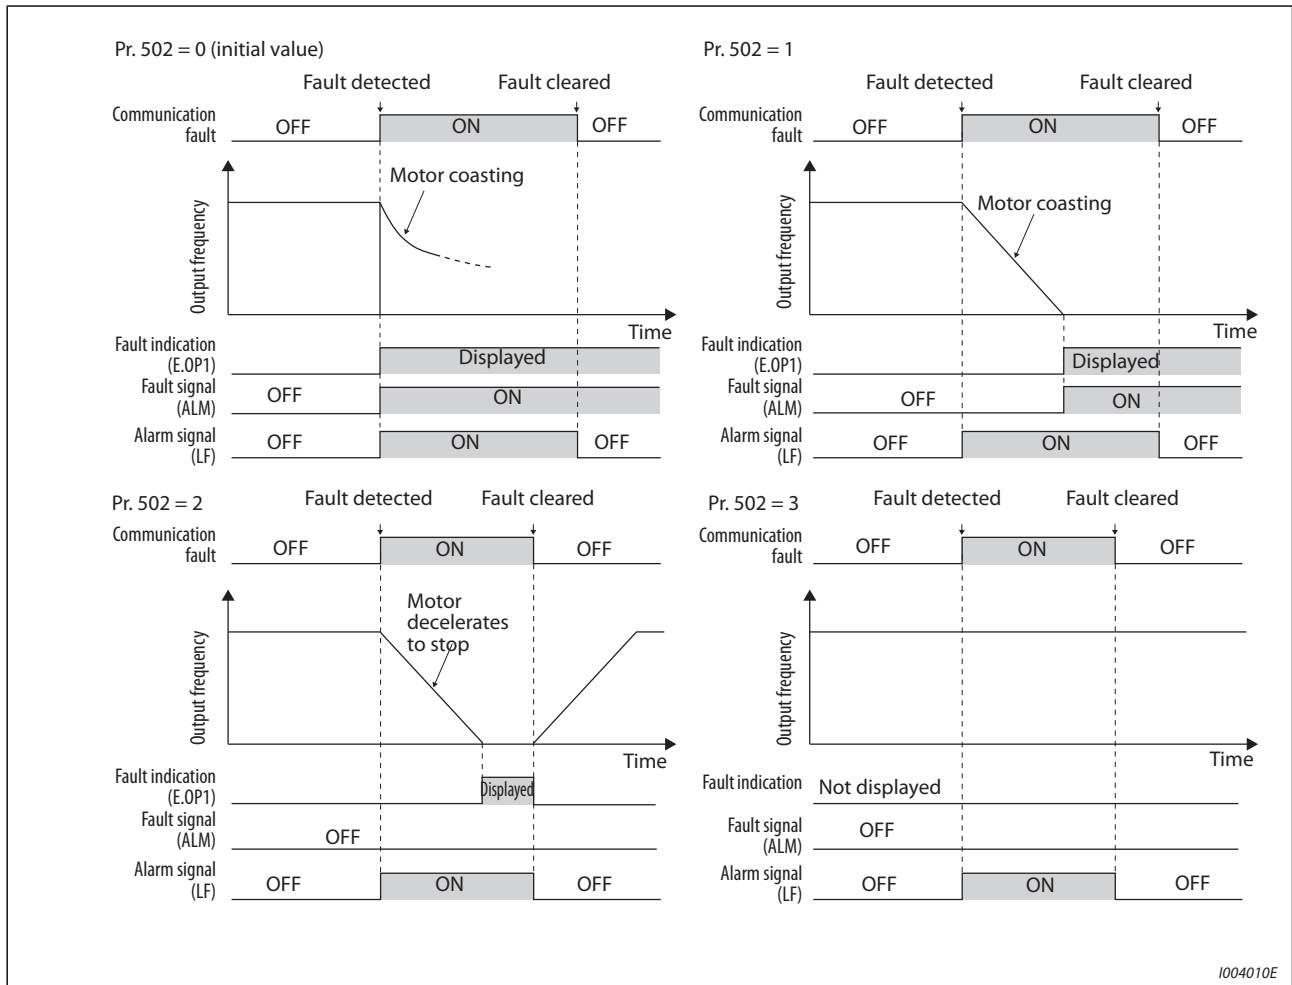 Pr. 502 = 0 (initial value)
Fault detected
Fault cleared
Communication
fault
OFF
ON
OFF
Motor coasting
Output frequency
Time
Fault indication
(E.OP1)
Displayed
Fault signal
(ALM)
OFF
ON
Alarm signal
(LF)
OFF
ON
OFF
Pr. 502 = 1
Fault detected
Fault cleared
Communication
fault
OFF
ON
OFF
Motor coasting
Output frequency
Time
Fault indication
(E.OP1)
Displayed
Fault signal
(ALM)
OFF
ON
Alarm signal
(LF)
OFF
ON
OFF
Pr. 502 = 2
Fault detected
Fault cleared
Communication
fault
OFF
ON
OFF
Motor
decelerates
to stop
Output frequency
Time
Fault indication
(E.OP1)
Displayed
Fault signal
(ALM)
OFF
Alarm signal
(LF)
OFF
ON
OFF
Pr. 502 = 3
Fault detected
Fault cleared
Communication
fault
OFF
ON
OFF
Output frequency
Time
Fault indication
Not displayed
Fault signal
(ALM)
OFF
Alarm signal
(LF)
OFF
ON
OFF
I004010E